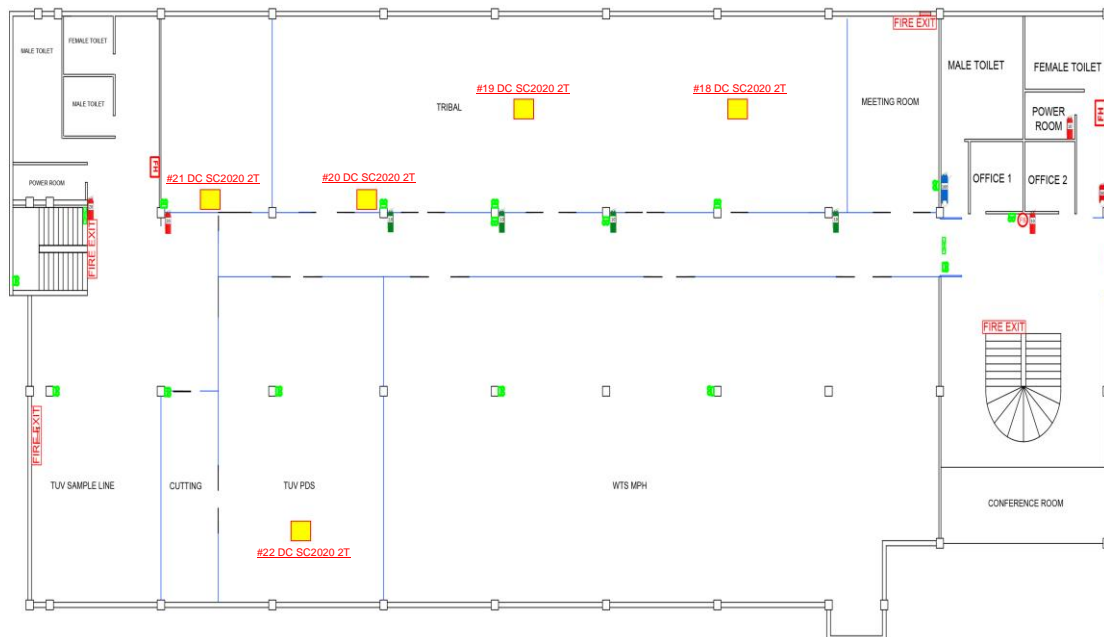 FIRE EXIT
MALE TOILET
FEMALE TOILET
MALE TOILET
FEMALE TOILET
MALE TOILET
#19 DC SC2020 2T
#18 DC SC2020 2T
TRIBAL
MEETING ROOM
POWER
ROOM
FH
FH
POWER ROOM
#21 DC SC2020 2T
#20 DC SC2020 2T
OFFICE 1
OFFICE 2
FIRE EXIT
FIRE EXIT
FIRE EXIT
TUV SAMPLE LINE
CUTTING
TUV PDS
WTS MPH
CONFERENCE ROOM
#22 DC SC2020 2T